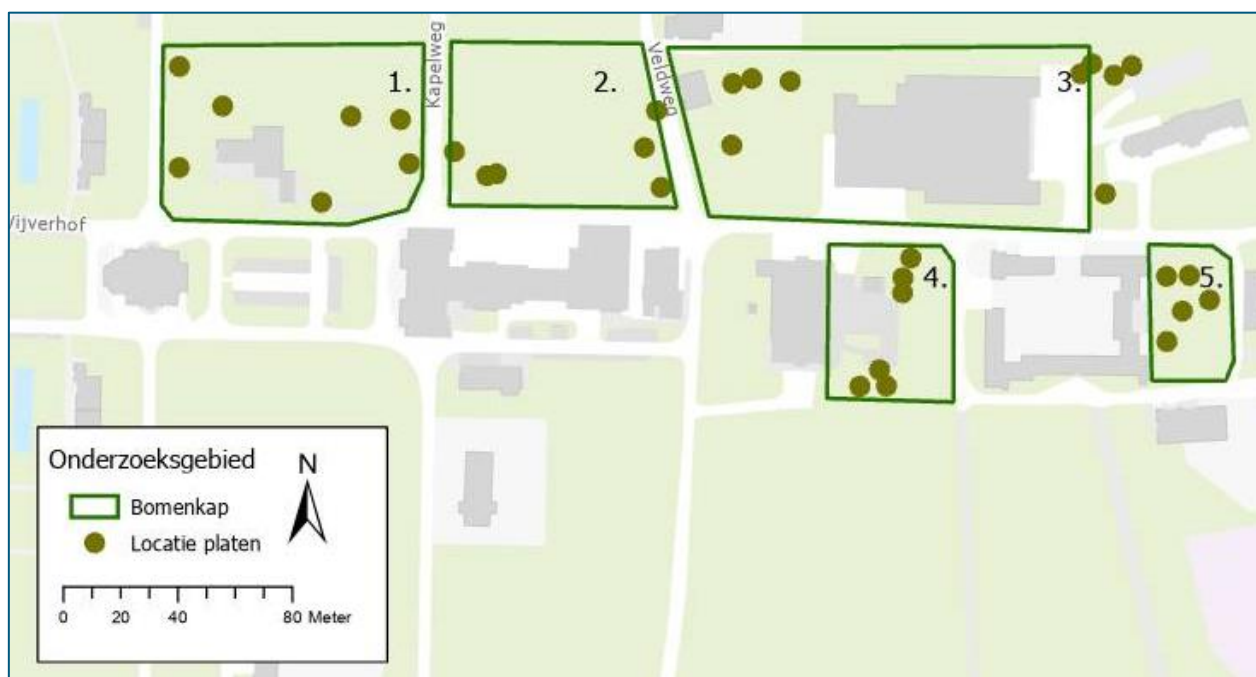 1.
Kapelweg
2.
Veldweg
3.
Vijverhof
4.
5.
Onderzoeksgebied
N
Bomenkap
Locatie platen
0 20 40 80 Meter